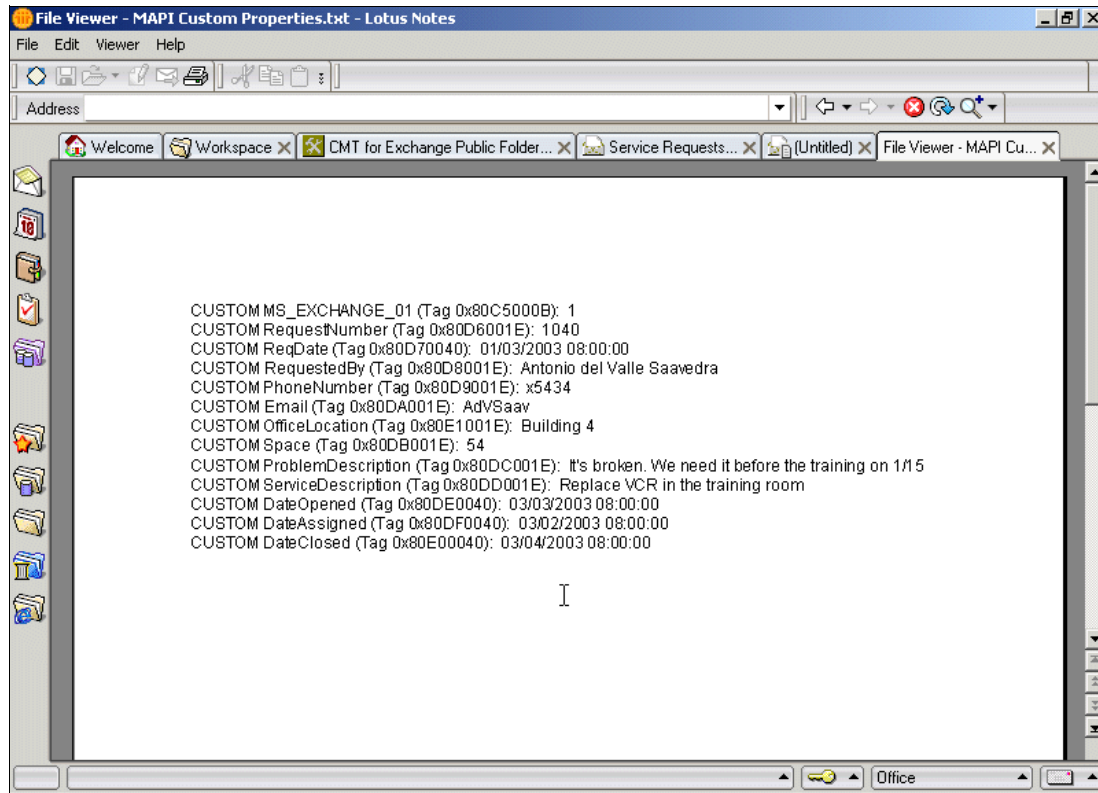 File Viewer - MAPI Custom Properties.txt - Lotus Notes
File Edit Viewer Help
Address
Welcome Workspace CMT for Exchange Public Folder... Service Requests... (Untitled) File Viewer - MAPI Cu...
CUSTOM MS_EXCHANGE_01 (Tag 0x80C5000B): 1
CUSTOM RequestNumber (Tag 0x80D6001E): 1040
CUSTOM ReqDate (Tag 0x80D70040): 01/03/2003 08:00:00
CUSTOM RequestedBy (Tag 0x80D8001E): Antonio del Valle Saavedra
CUSTOM PhoneNumber (Tag 0x80D9001E): x5434
CUSTOM Email (Tag 0x80DA001E): AdVSaav
CUSTOM OfficeLocation (Tag 0x80E1001E): Building 4
CUSTOM Space (Tag 0x80DB001E): 54
CUSTOM ProblemDescription (Tag 0x80DC001E): It's broken. We need it before the training on 1/15
CUSTOM ServiceDescription (Tag 0x80DD001E): Replace VCR in the training room
CUSTOM DateOpened (Tag 0x80DE0040): 03/03/2003 08:00:00
CUSTOM DateAssigned (Tag 0x80DF0040): 03/02/2003 08:00:00
CUSTOM DateClosed (Tag 0x80E00040): 03/04/2003 08:00:00
Office